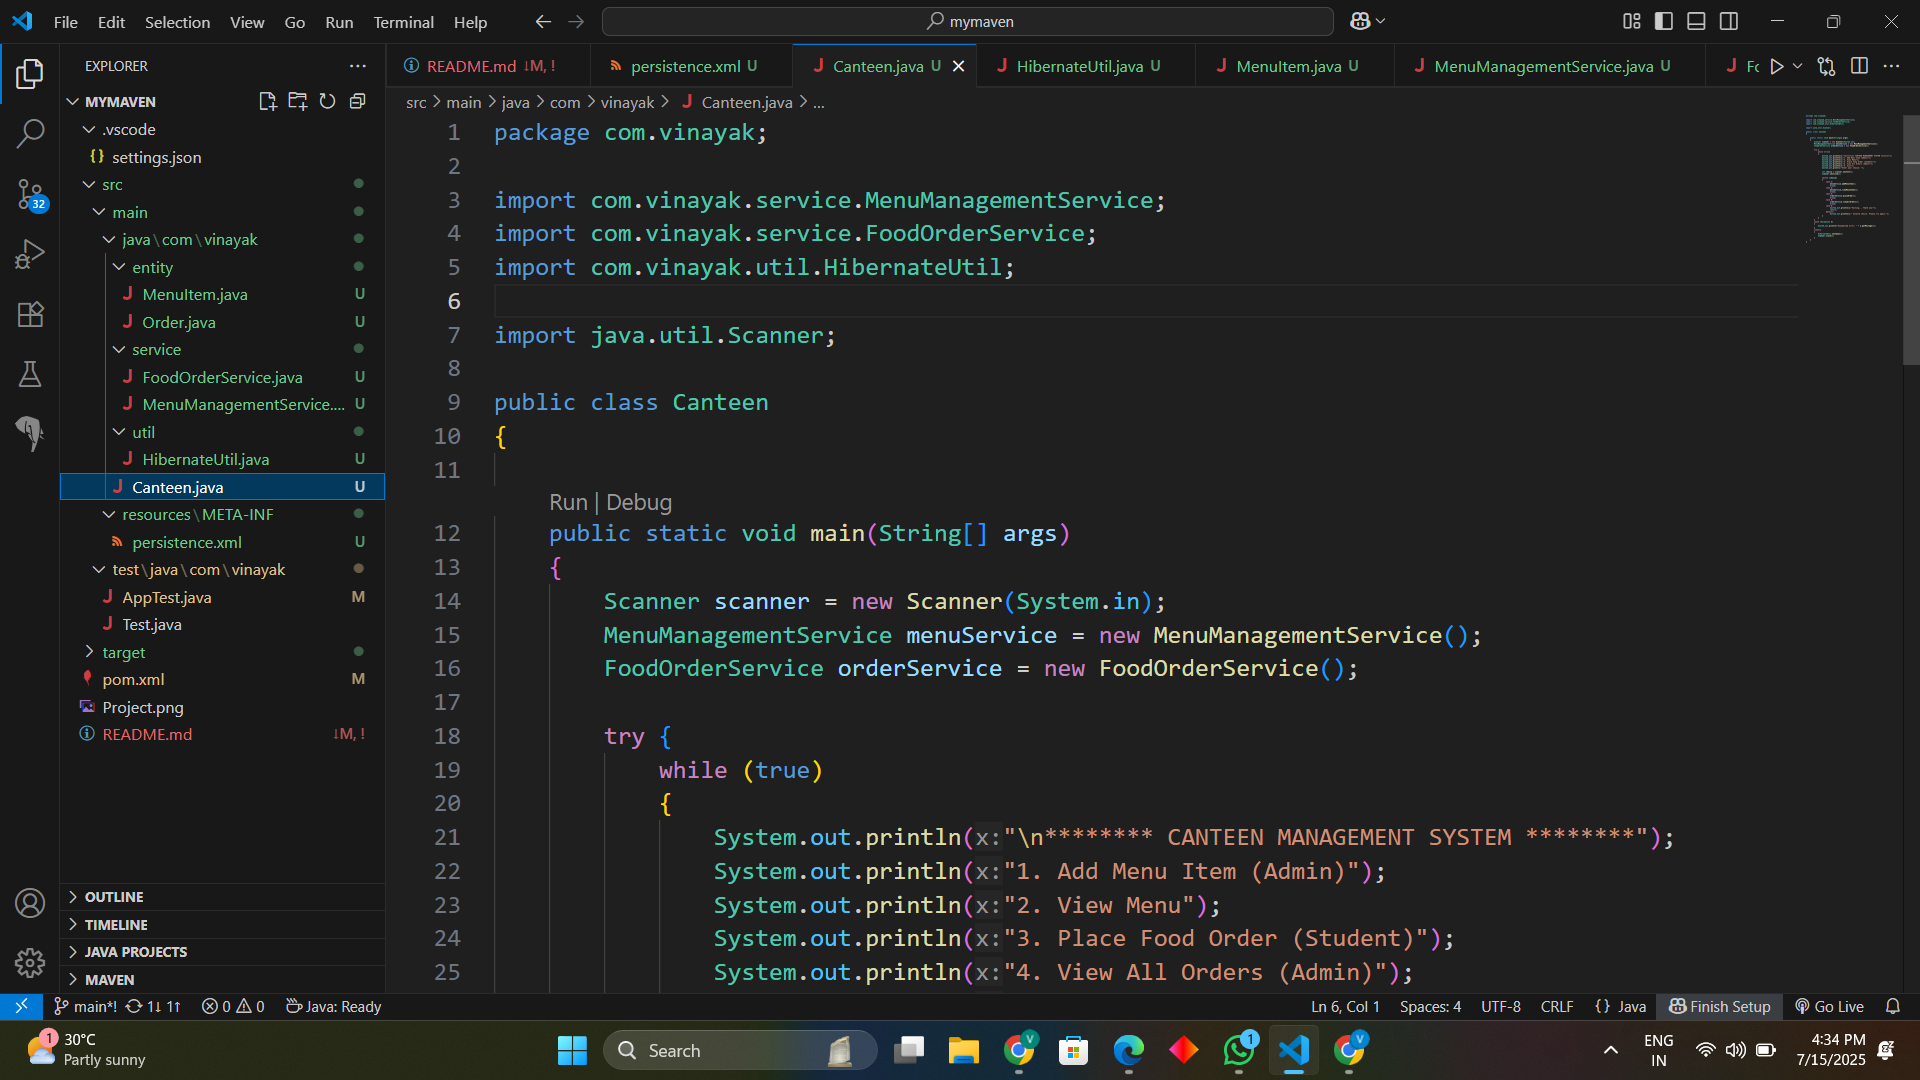 File Edit Selection View Go Run Terminal Help
mymaven
EXPLORER
MYMAVEN
.vscode
{} settings.json
src
main
java\com\vinayak
entity
J MenuItem.java U
J Order.java U
service
J FoodOrderService.java U
J MenuManagementService.... U
util
J HibernateUtil.java U
J Canteen.java U
resources\META-INF
persistence.xml U
test\java\com\vinayak
J AppTest.java M
J Test.java
target
pom.xml M
Project.png
README.md ↓M, !
OUTLINE
TIMELINE
JAVA PROJECTS
MAVEN
32
README.md ↓M, ! persistence.xml U J Canteen.java U J HibernateUtil.java U J MenuItem.java U J MenuManagementService.java U J Fo
src > main > java > com > vinayak > J Canteen.java > ...
1 package com.vinayak;
2
3 import com.vinayak.service.MenuManagementService;
4 import com.vinayak.service.FoodOrderService;
5 import com.vinayak.util.HibernateUtil;
6
7 import java.util.Scanner;
8
9 public class Canteen
10 {
11
Run | Debug
12 public static void main(String[] args)
13 {
14 Scanner scanner = new Scanner(System.in);
15 MenuManagementService menuService = new MenuManagementService();
16 FoodOrderService orderService = new FoodOrderService();
17
18 try {
19 while (true)
20 {
21 System.out.println(x:"\n******** CANTEEN MANAGEMENT SYSTEM ********");
22 System.out.println(x:"1. Add Menu Item (Admin)");
23 System.out.println(x:"2. View Menu");
24 System.out.println(x:"3. Place Food Order (Student)");
25 System.out.println(x:"4. View All Orders (Admin)");
main*! 1↓ 1↑ 0 0 Java: Ready
Ln 6, Col 1 Spaces: 4 UTF-8 CRLF {} Java Finish Setup Go Live
1
30°C
Partly sunny
Search
V
1
V
ENG
IN
4:34 PM
7/15/2025